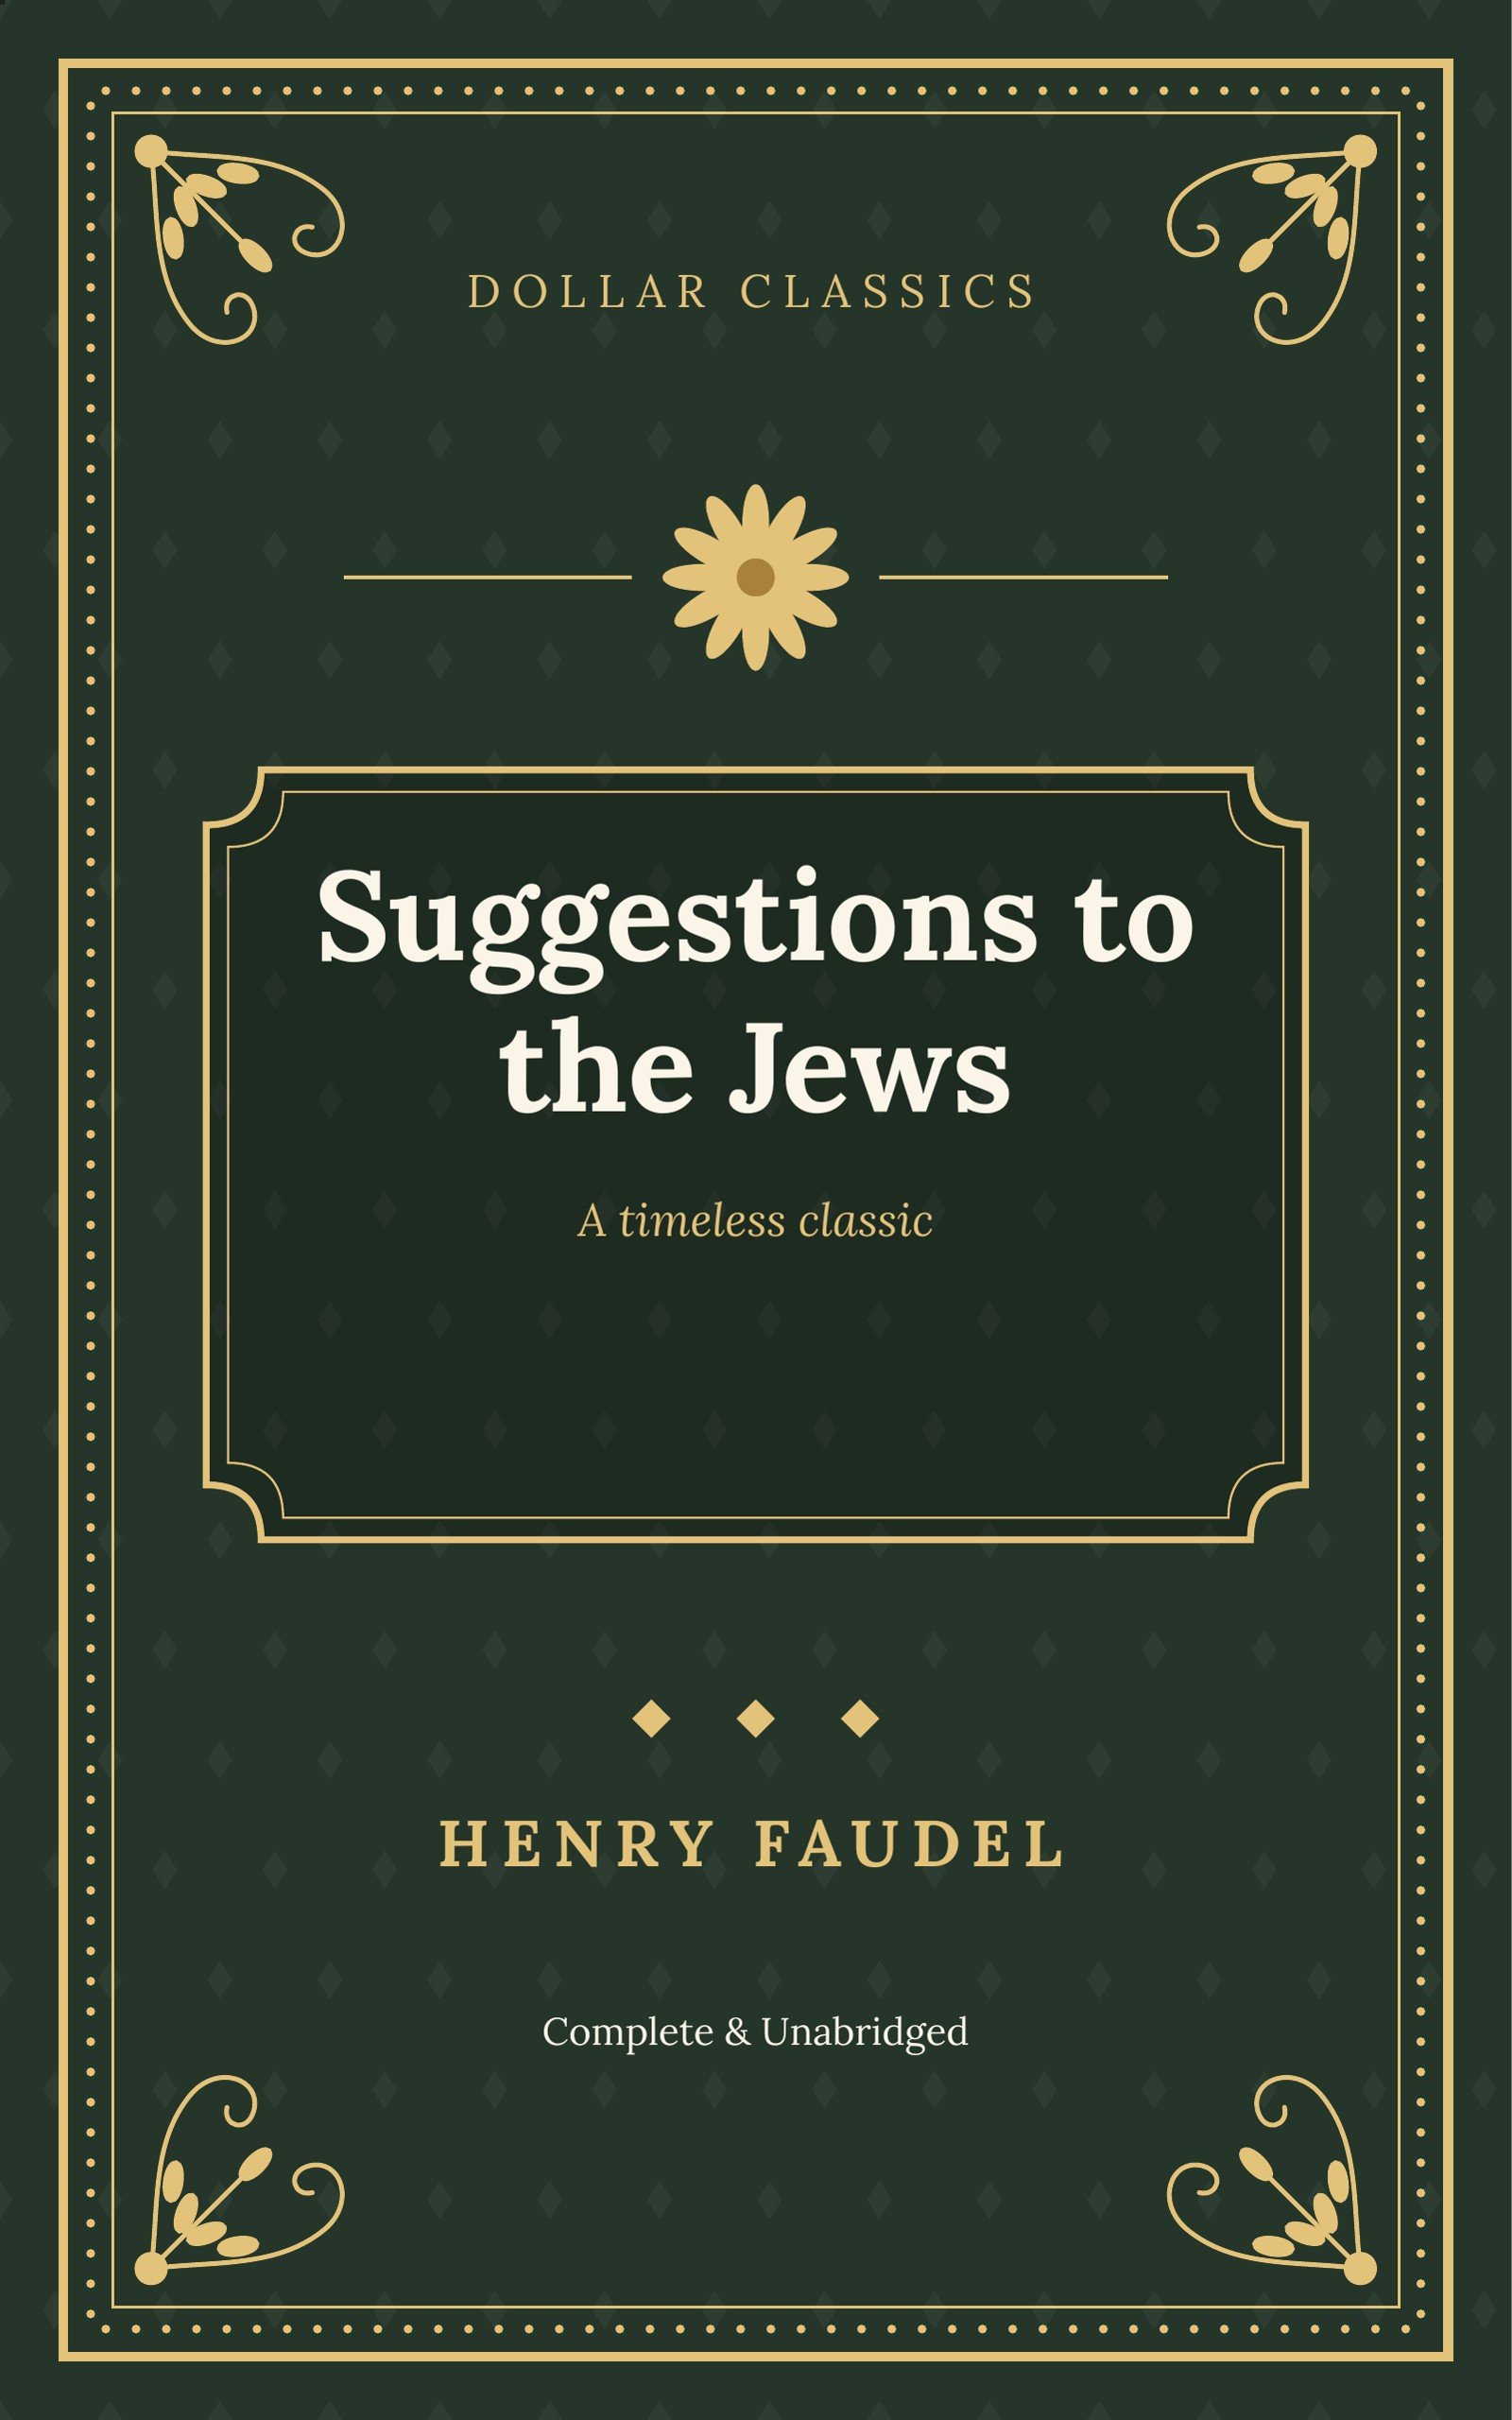 DOLLAR CLASSICS
Suggestions to
the Jews
A timeless classic
HENRY FAUDEL
Complete & Unabridged